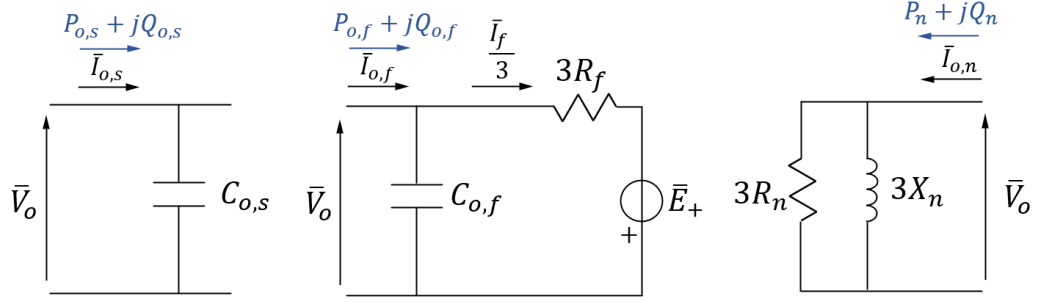 P_{o,s} + jQ_{o,s}
Ī_{o,s}
V̄_o
C_{o,s}
P_{o,f} + jQ_{o,f}
Ī_{o,f}
Ī_f
3
3R_f
V̄_o
C_{o,f}
Ē_+
+
P_n + jQ_n
Ī_{o,n}
3R_n
3X_n
V̄_o